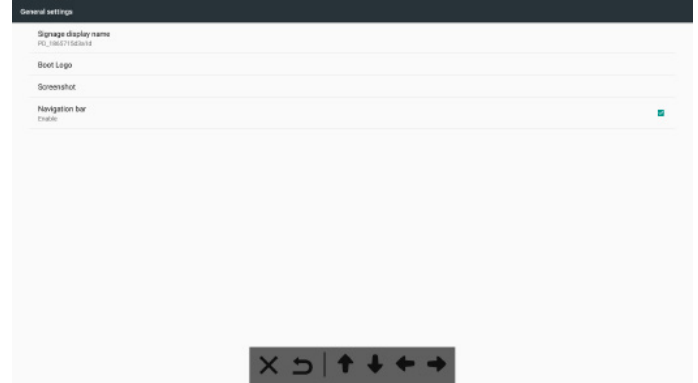 General settings
Signage display name
Boot Logo
Screenshot
Navigation bar
Enable